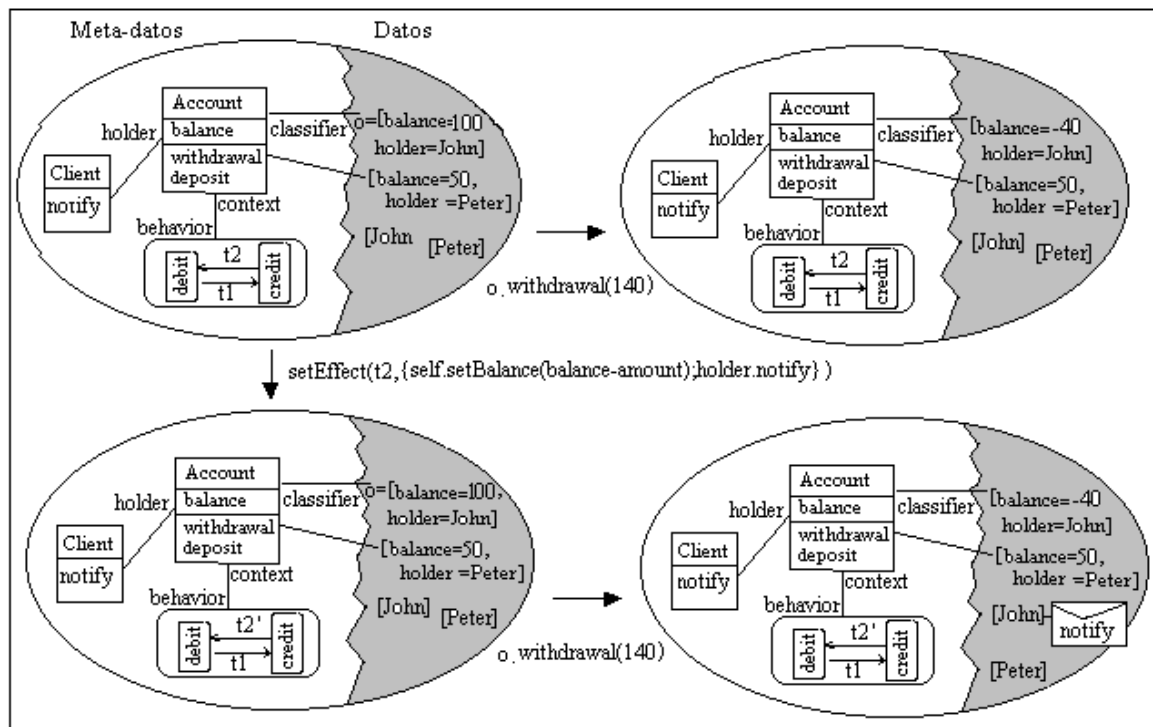 Meta-datos
Datos
Account
balance
withdrawal
deposit
holder
Client
notify
classifier
o=[balance=100
holder=John]
[balance=50,
holder =Peter]
context
behavior
[John
[Peter]
debit
t2
t1
credit
o.withdrawal(140)
Account
balance
withdrawal
deposit
holder
Client
notify
classifier
[balance=-40
holder=John]
[balance=50,
holder =Peter]
context
behavior
[John]
[Peter]
debit
t2
t1
credit
setEffect(t2,{self.setBalance(balance-amount);holder.notify} )
Account
balance
withdrawal
deposit
holder
Client
notify
classifier
o=[balance=100,
holder=John]
[balance=50,
holder =Peter]
context
behavior
[John]
[Peter]
debit
t2'
t1
credit
o.withdrawal(140)
Account
balance
withdrawal
deposit
holder
Client
notify
classifier
[balance=-40
holder=John]
[balance=50,
holder =Peter]
context
behavior
[John]
notify
[Peter]
debit
t2'
t1
credit